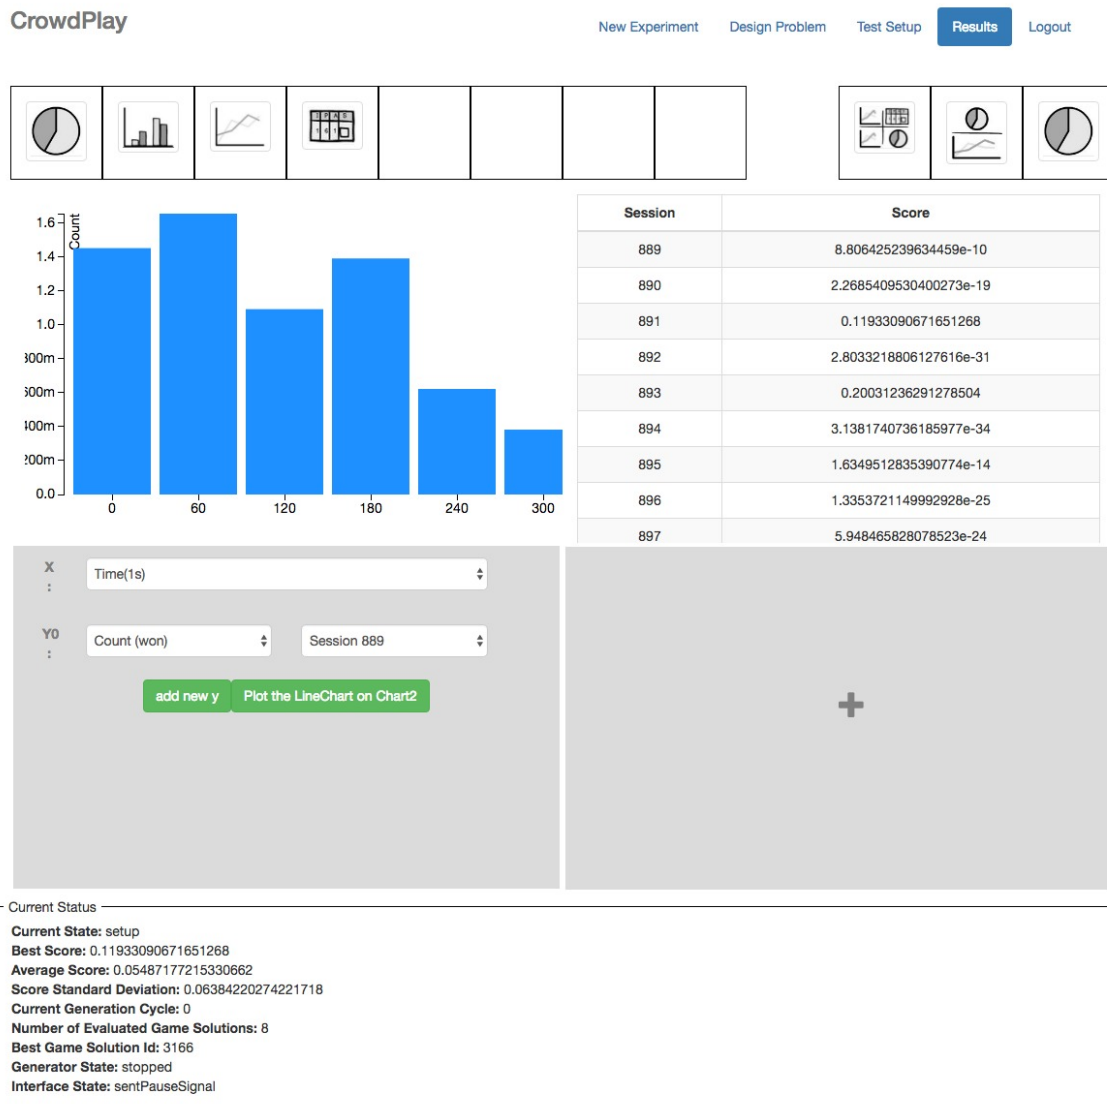 CrowdPlay
New Experiment Design Problem Test Setup Results Logout
Count
1.6
1.4
1.2
1.0
800m
600m
400m
200m
0.0
0 60 120 180 240 300
Session Score
889 8.806425239634459e-10
890 2.2685409530400273e-19
891 0.11933090671651268
892 2.8033218806127616e-31
893 0.20031236291278504
894 3.1381740736185977e-34
895 1.6349512835390774e-14
896 1.3353721149992928e-25
897 5.948465828078523e-24
X
:
Time(1s)
Y0
:
Count (won) Session 889
add new y Plot the LineChart on Chart2
Current Status
Current State: setup
Best Score: 0.11933090671651268
Average Score: 0.05487177215330662
Score Standard Deviation: 0.06384220274221718
Current Generation Cycle: 0
Number of Evaluated Game Solutions: 8
Best Game Solution Id: 3166
Generator State: stopped
Interface State: sentPauseSignal